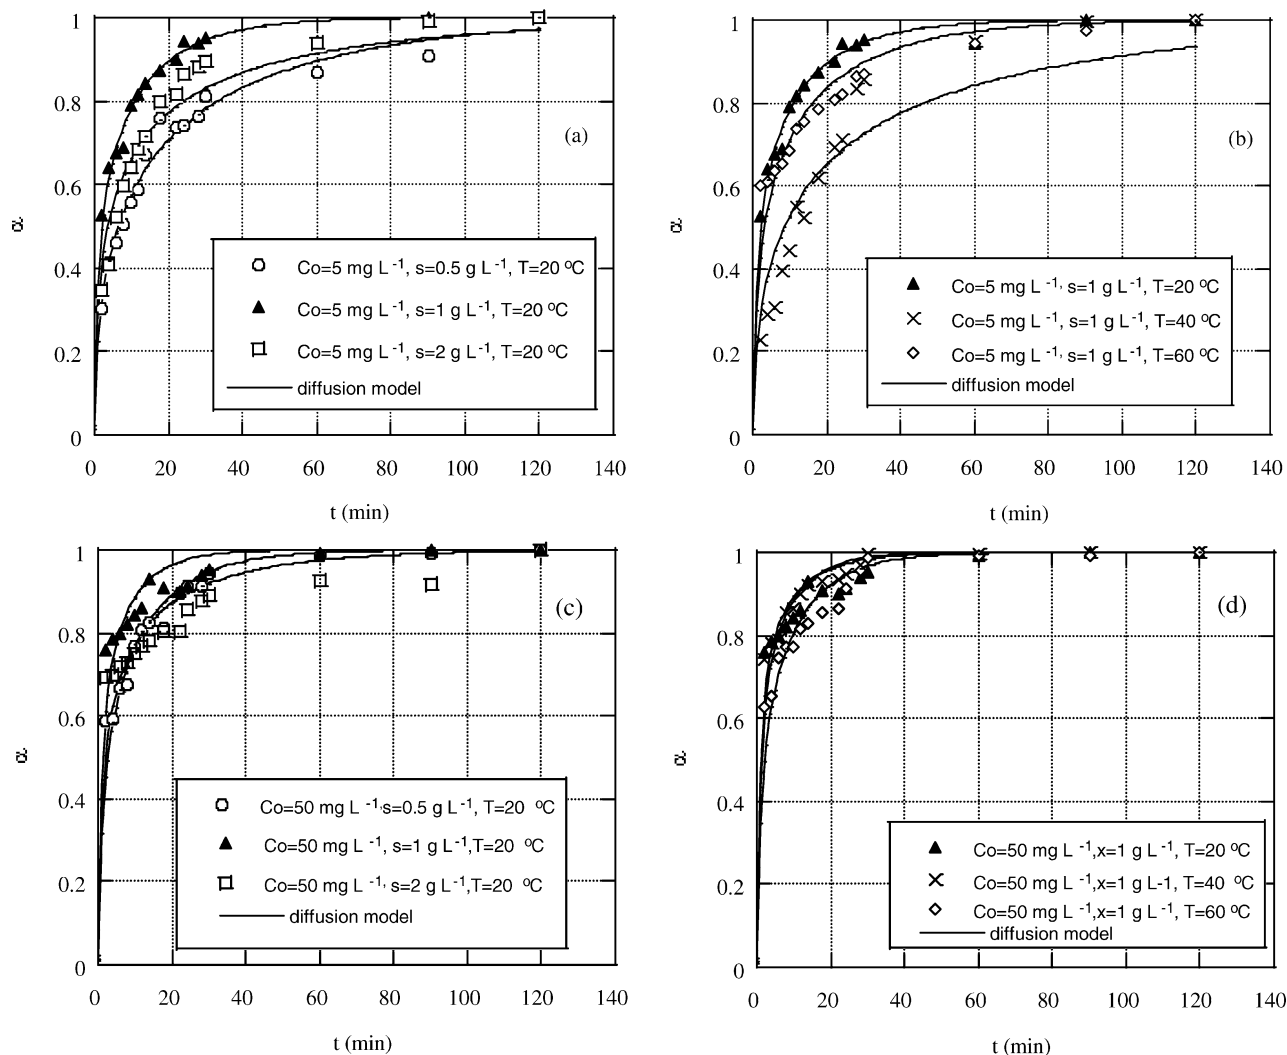 1
0.8
0.6
0.4
0.2
0
α
(a)
Co=5 mg L -1, s=0.5 g L-1, T=20 ºC
Co=5 mg L -1, s=1 g L-1, T=20 ºC
Co=5 mg L -1, s=2 g L-1, T=20 ºC
diffusion model
0 20 40 60 80 100 120 140
t (min)
1
0.8
0.6
0.4
0.2
0
α
(b)
Co=5 mg L -1, s=1 g L-1, T=20 ºC
Co=5 mg L -1, s=1 g L-1, T=40 ºC
Co=5 mg L -1, s=1 g L-1, T=60 ºC
diffusion model
0 20 40 60 80 100 120 140
t (min)
1
0.8
0.6
0.4
0.2
0
α
(c)
Co=50 mg L -1,s=0.5 g L-1, T=20 ºC
Co=50 mg L -1, s=1 g L-1,T=20 ºC
Co=50 mg L -1, s=2 g L-1,T=20 ºC
diffusion model
0 20 40 60 80 100 120 140
t (min)
1
0.8
0.6
0.4
0.2
0
α
(d)
Co=50 mg L -1,x=1 g L-1, T=20 ºC
Co=50 mg L -1,x=1 g L-1, T=40 ºC
Co=50 mg L -1,x=1 g L-1, T=60 ºC
diffusion model
0 20 40 60 80 100 120 140
t (min)